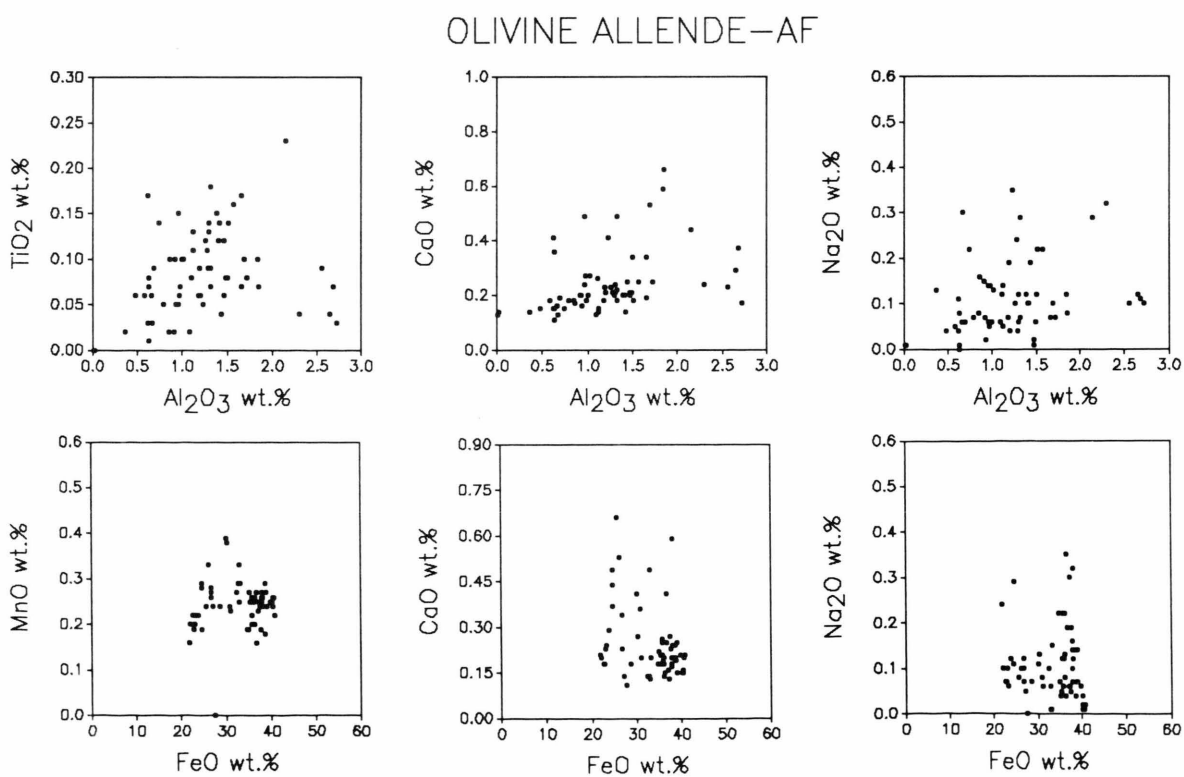 OLIVINE ALLENDE—AF
TiO2 wt.%
0.30
0.25
0.20
0.15
0.10
0.05
0.00
0.0 0.5 1.0 1.5 2.0 2.5 3.0
Al2O3 wt.%
CaO wt.%
1.0
0.8
0.6
0.4
0.2
0.0
0.0 0.5 1.0 1.5 2.0 2.5 3.0
Al2O3 wt.%
Na2O wt.%
0.6
0.5
0.4
0.3
0.2
0.1
0.0
0.0 0.5 1.0 1.5 2.0 2.5 3.0
Al2O3 wt.%
MnO wt.%
0.6
0.5
0.4
0.3
0.2
0.1
0.0
0 10 20 30 40 50 60
FeO wt.%
CaO wt.%
0.90
0.75
0.60
0.45
0.30
0.15
0.00
0 10 20 30 40 50 60
FeO wt.%
Na2O wt.%
0.6
0.5
0.4
0.3
0.2
0.1
0.0
0 10 20 30 40 50 60
FeO wt.%